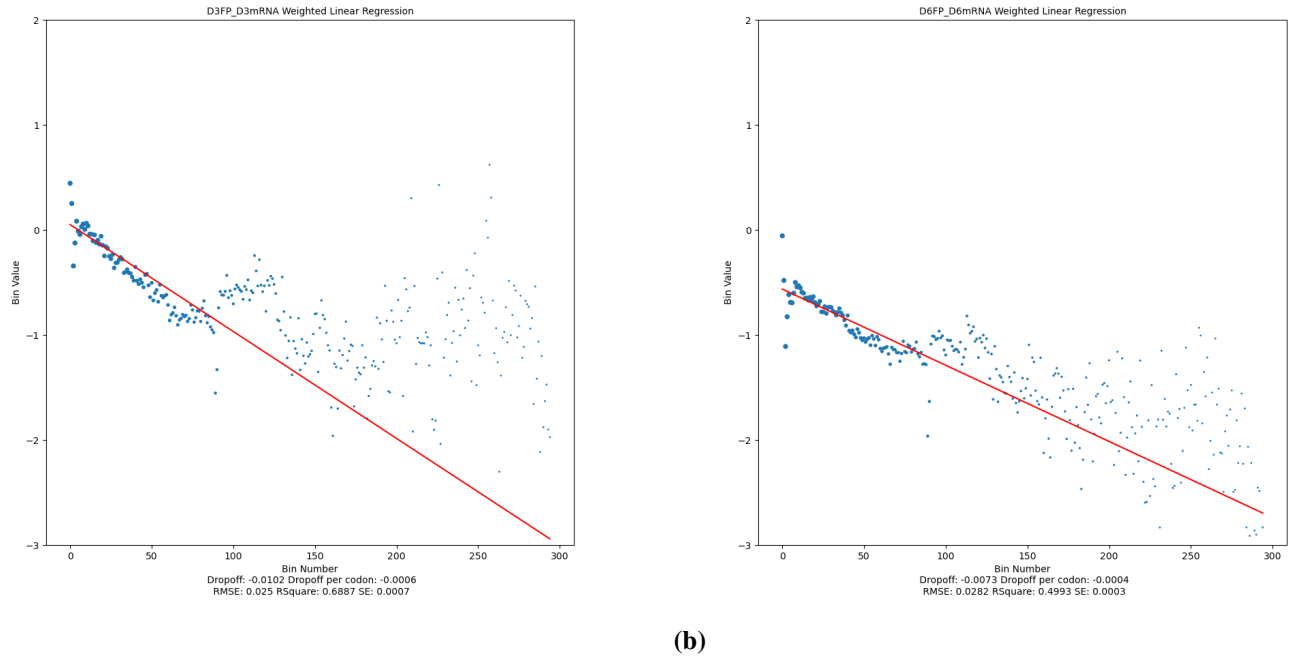 D3FP_D3mRNA Weighted Linear Regression
2
1
0
−1
−2
−3
Bin Value
0 50 100 150 200 250 300
Bin Number
Dropoff: -0.0102 Dropoff per codon: -0.0006
RMSE: 0.025 RSquare: 0.6887 SE: 0.0007
D6FP_D6mRNA Weighted Linear Regression
2
1
0
−1
−2
−3
Bin Value
0 50 100 150 200 250 300
Bin Number
Dropoff: -0.0073 Dropoff per codon: -0.0004
RMSE: 0.0282 RSquare: 0.4993 SE: 0.0003
(b)